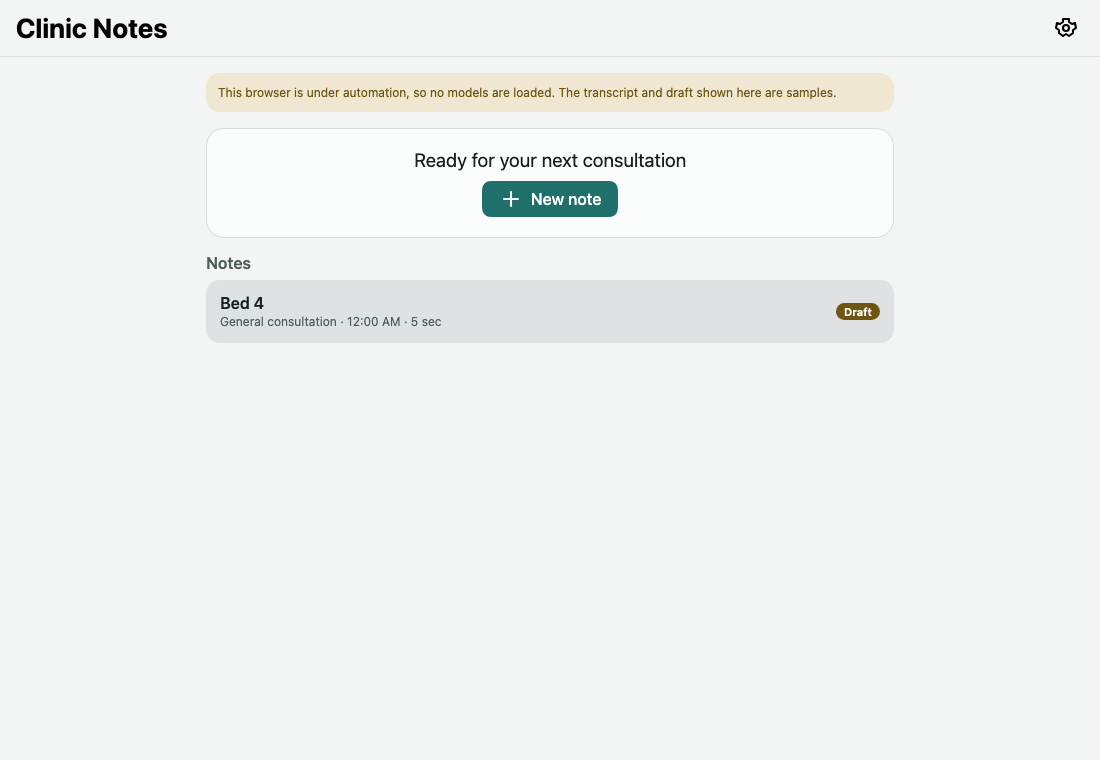 Clinic Notes
This browser is under automation, so no models are loaded. The transcript and draft shown here are samples.
Ready for your next consultation
New note
Notes
Bed 4
General consultation · 12:00 AM · 5 sec
Draft